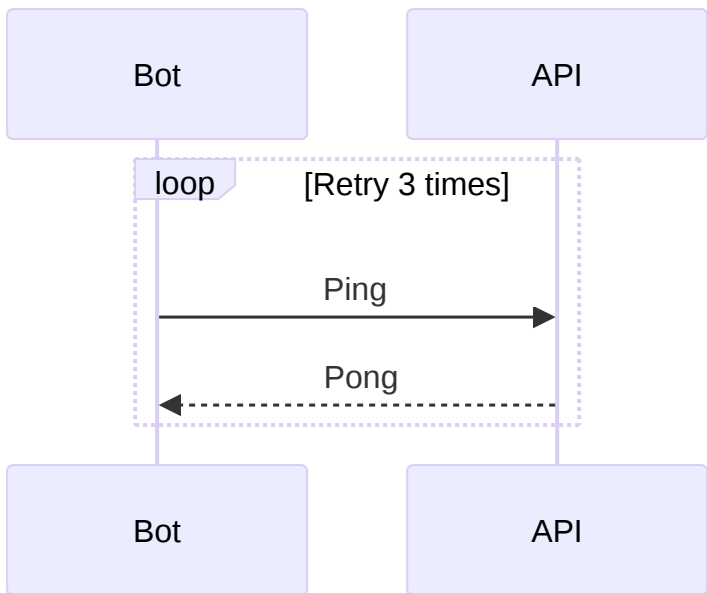 Bot
API
loop
[Retry 3 times]
Ping
Pong
Bot
API